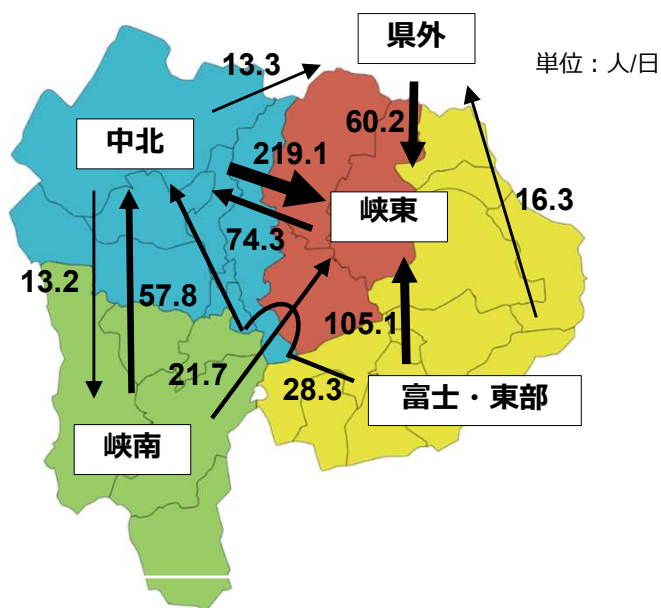 県外
単位：人/日
13.3
中北
60.2
219.1
峡東
16.3
74.3
13.2
57.8
105.1
21.7
28.3
富士・東部
峡南